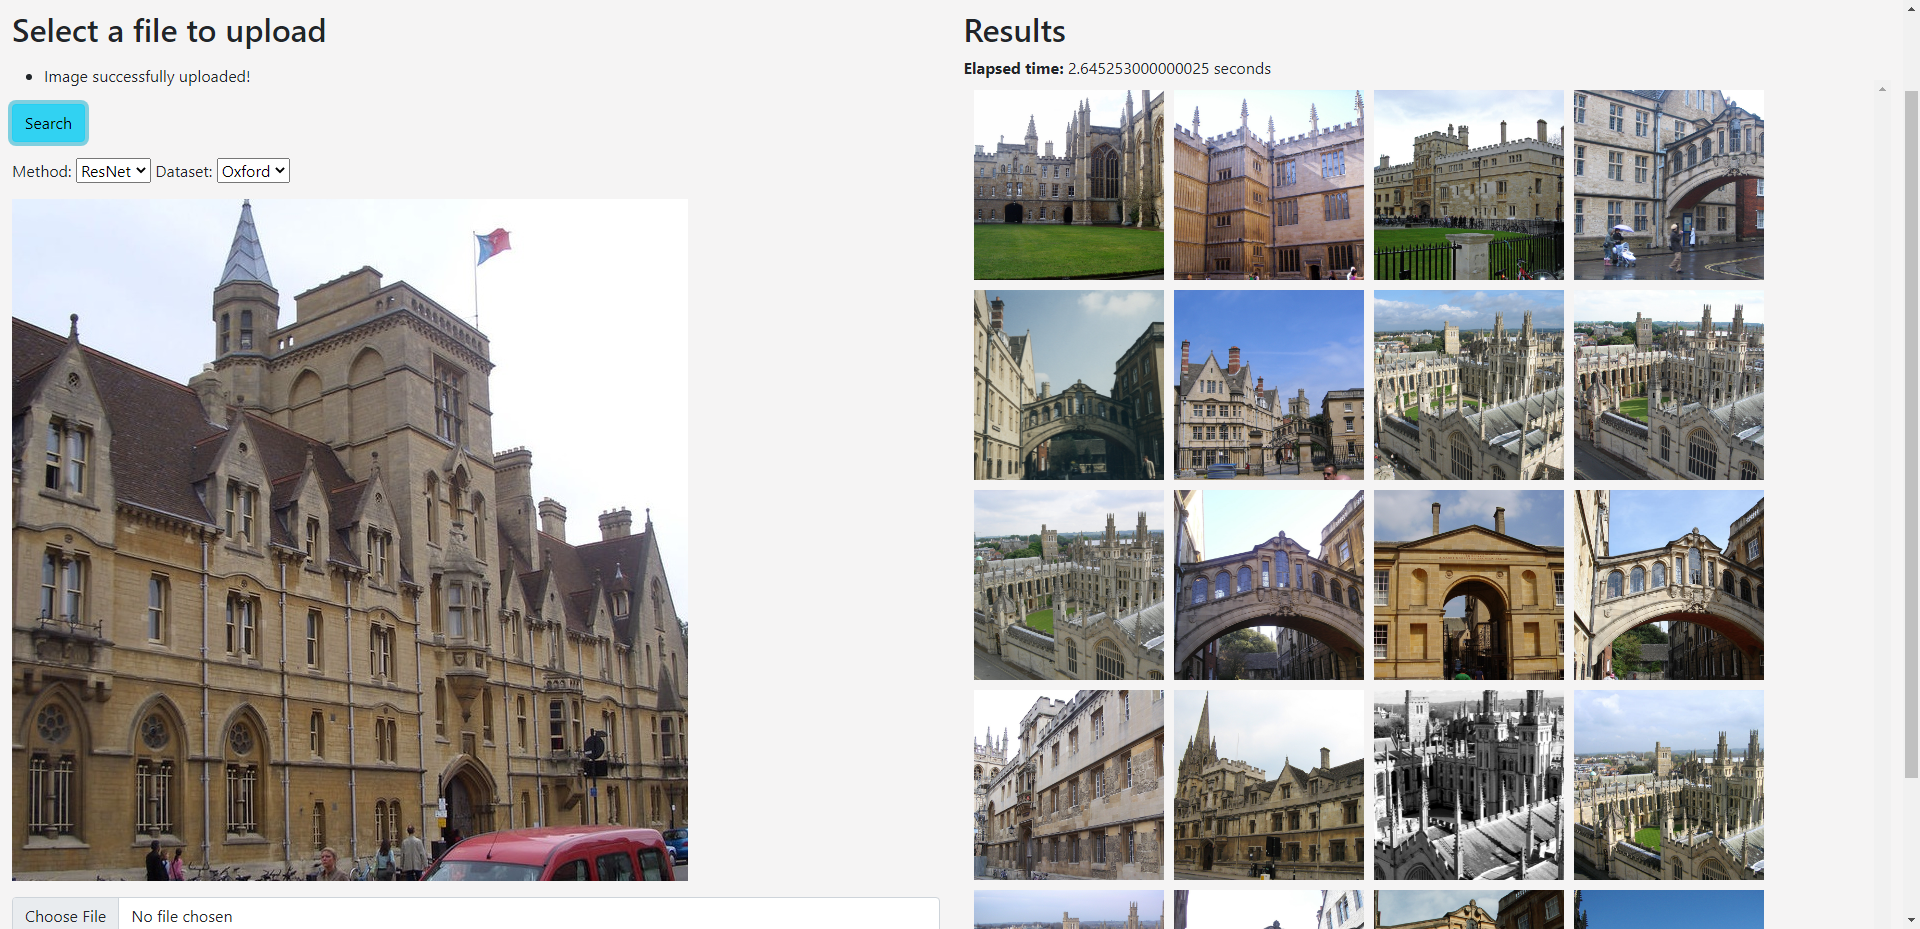 Select a file to upload
Image successfully uploaded!
Search
Method: ResNet Dataset: Oxford
Choose File No file chosen
Results
Elapsed time: 2.645253000000025 seconds